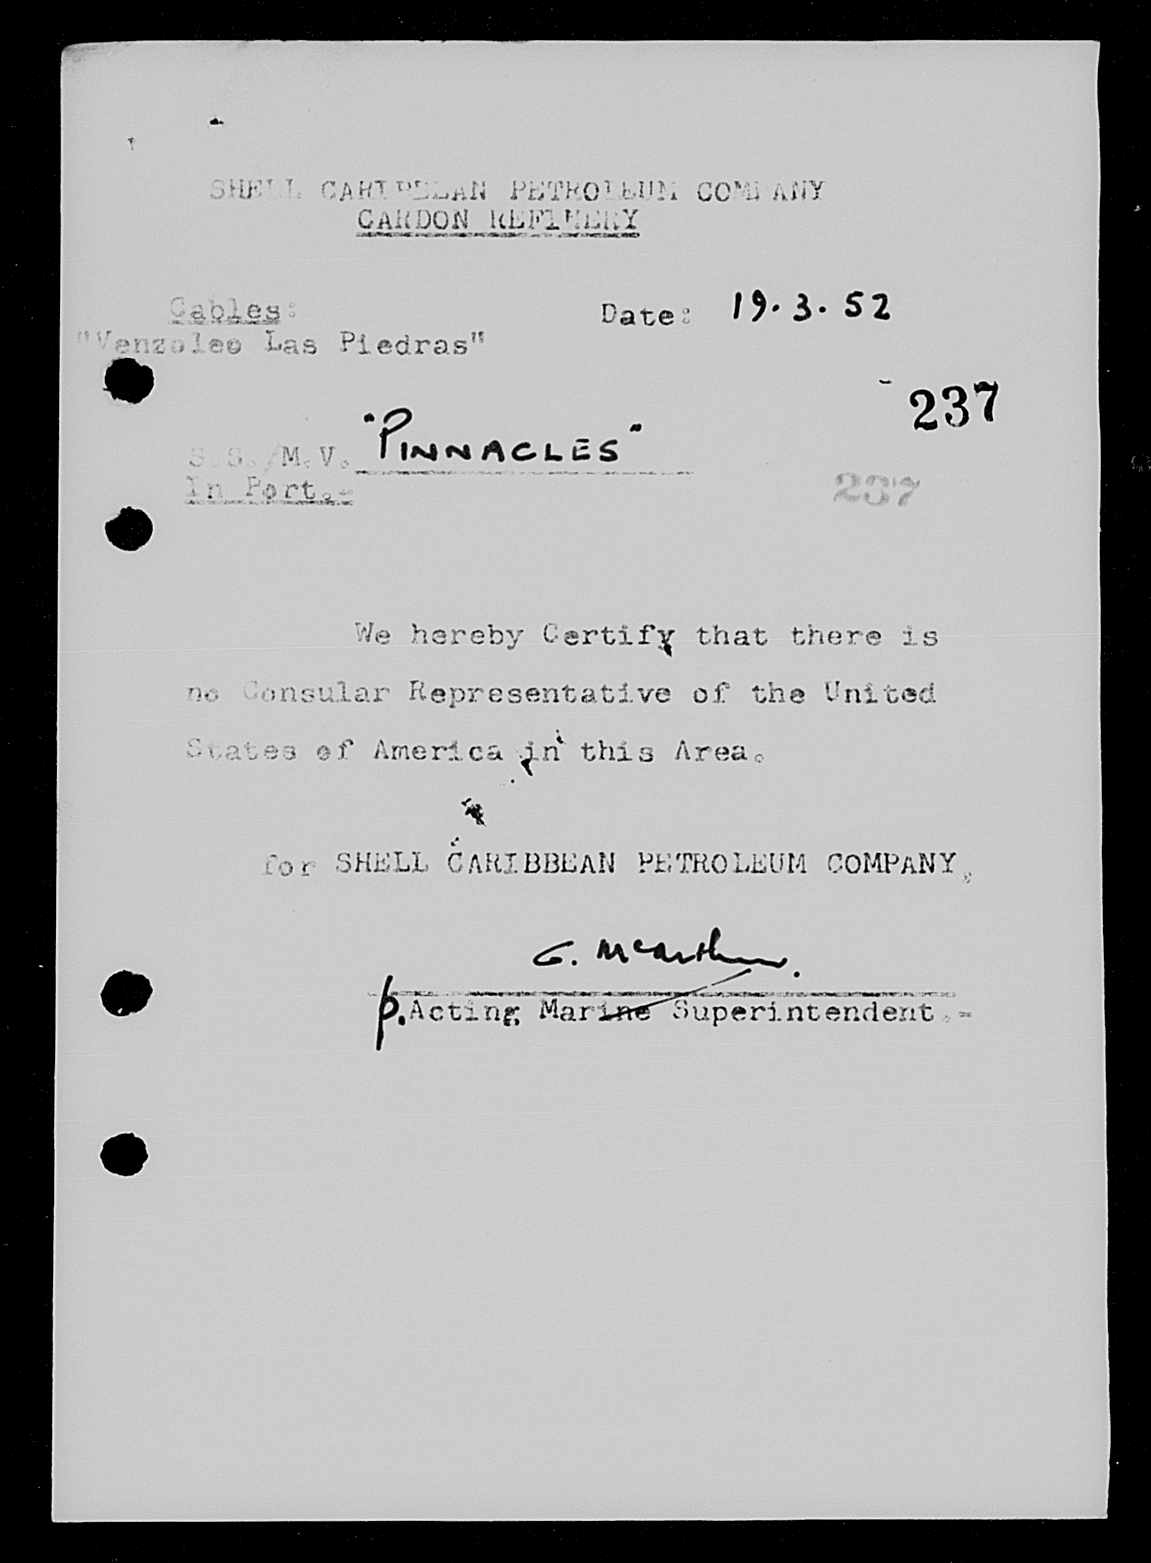 SHELL CARIBBEAN PETROLEUM COMPANY
CARDON REFINERY
Cables:
Date: 19.3.52
"Venzoleo Las Piedras"
237
S.S./M.V. "PINNACLES"
In Port.-
237
We hereby Certify that there is
no Consular Representative of the United
States of America in this Area.
for SHELL CARIBBEAN PETROLEUM COMPANY.
G. McArthur.
p. Acting Marine Superintendent.-